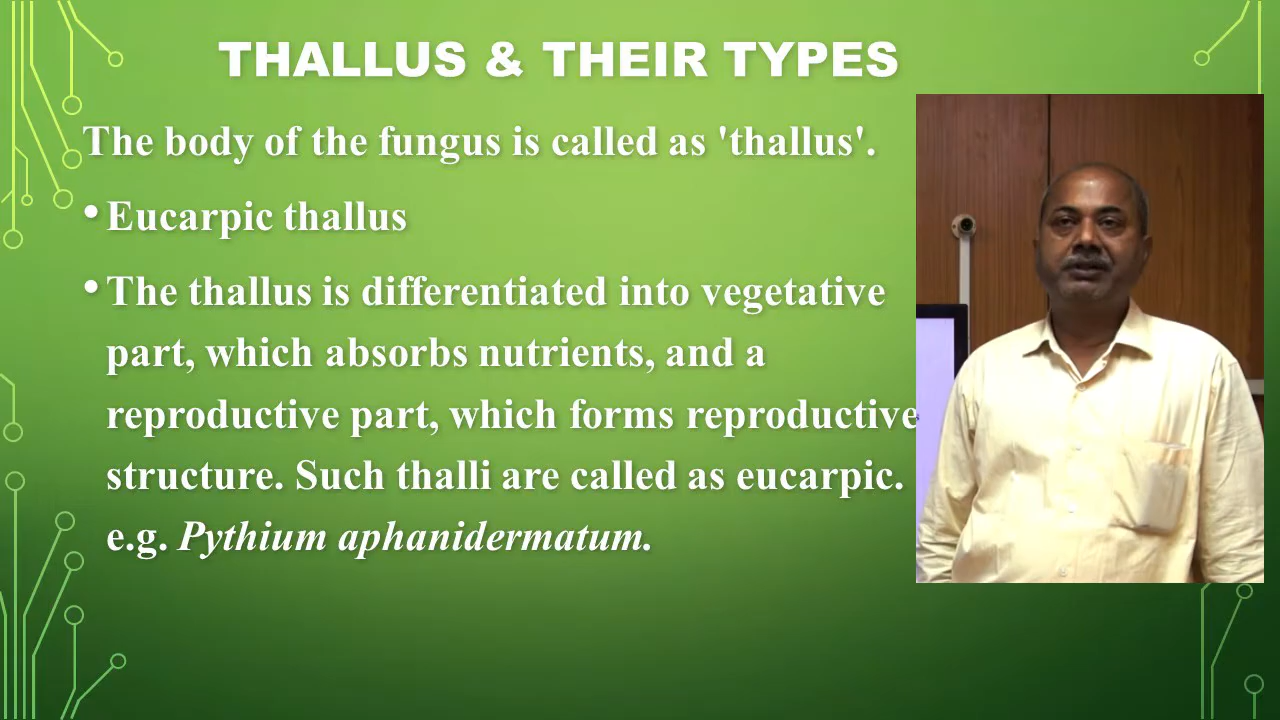 THALLUS & THEIR TYPES
The body of the fungus is called as 'thallus'.
• Eucarpic thallus
• The thallus is differentiated into vegetative
part, which absorbs nutrients, and a
reproductive part, which forms reproductive
structure. Such thalli are called as eucarpic.
e.g. Pythium aphanidermatum.